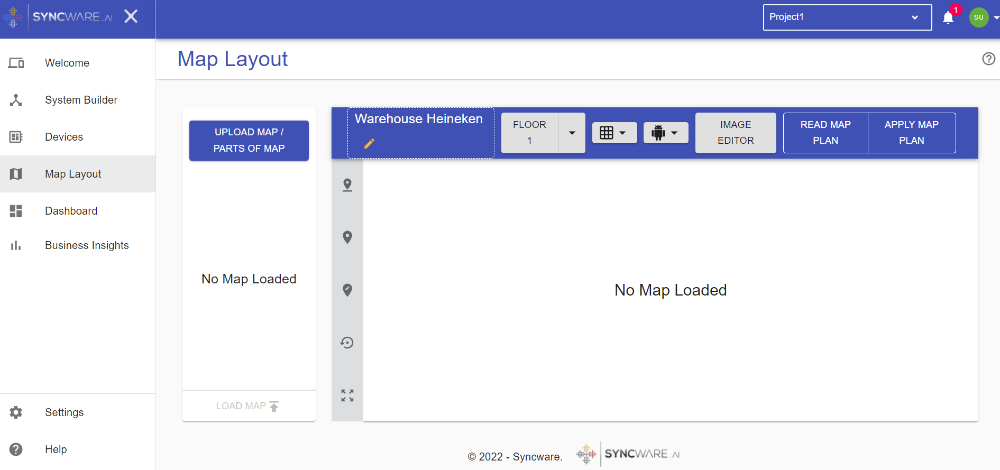 SYNCWARE.AI
Project1
1
SU
Welcome
System Builder
Devices
Map Layout
Dashboard
Business Insights
Settings
Help
Map Layout
UPLOAD MAP /
PARTS OF MAP
No Map Loaded
LOAD MAP
Warehouse Heineken
FLOOR
1
IMAGE
EDITOR
READ MAP
PLAN
APPLY MAP
PLAN
No Map Loaded
© 2022 - Syncware.
SYNCWARE.AI